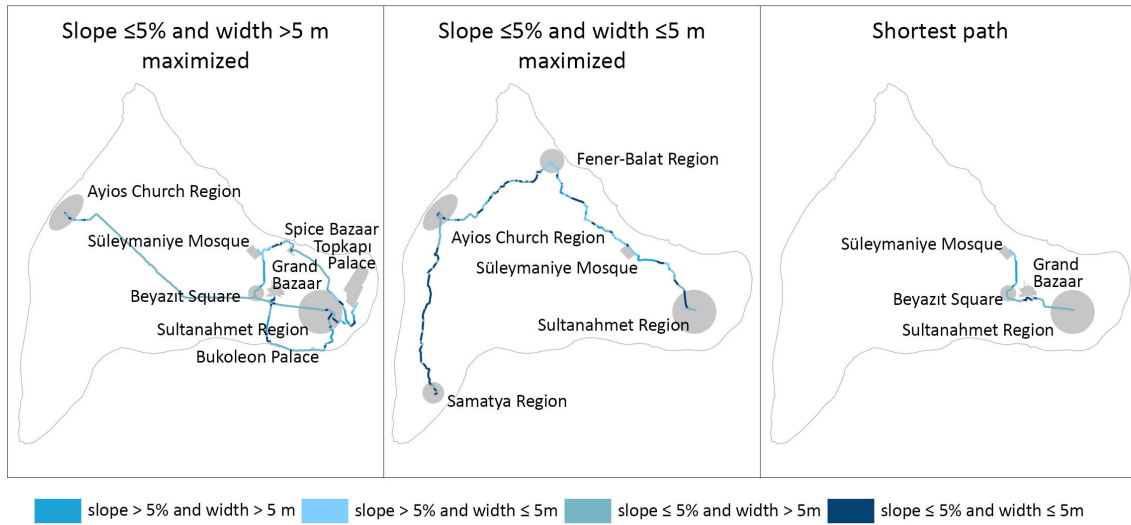 Slope ≤5% and width >5 m
maximized
Ayios Church Region
Süleymaniye Mosque
Spice Bazaar
Topkapı
Palace
Grand
Bazaar
Beyazıt Square
Sultanahmet Region
Bukoleon Palace
Slope ≤5% and width ≤5 m
maximized
Fener-Balat Region
Ayios Church Region
Süleymaniye Mosque
Sultanahmet Region
Samatya Region
Shortest path
Süleymaniye Mosque
Grand
Bazaar
Beyazıt Square
Sultanahmet Region
slope > 5% and width > 5 m
slope > 5% and width ≤ 5m
slope ≤ 5% and width > 5m
slope ≤ 5% and width ≤ 5m